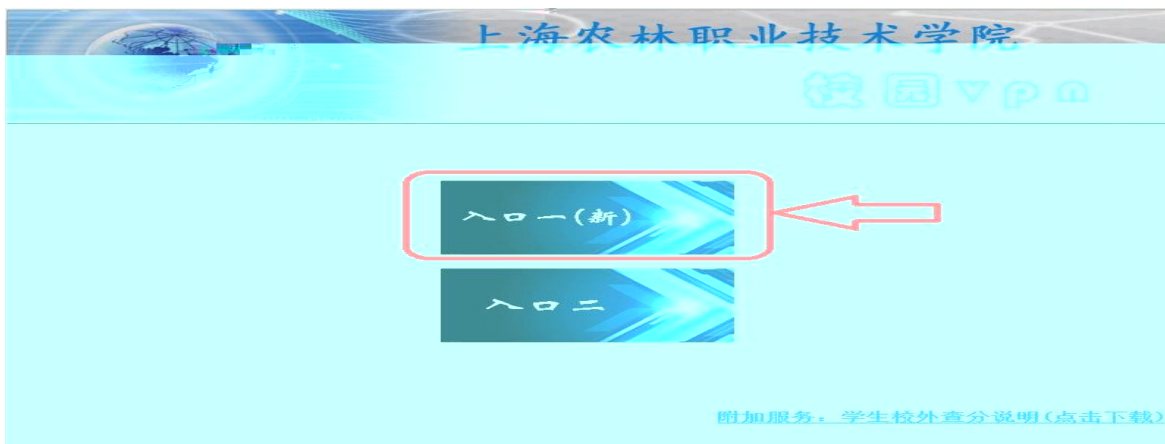 上海农林职业技术学院
校园vpn
入口一(新)
入口二
附加服务：学生校外查分说明(点击下载)